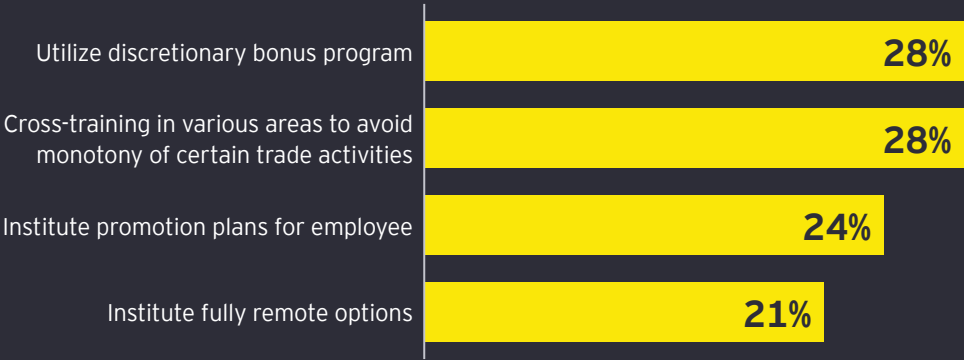 Utilize discretionary bonus program
28%
Cross-training in various areas to avoid
monotony of certain trade activities
28%
Institute promotion plans for employee
24%
Institute fully remote options
21%